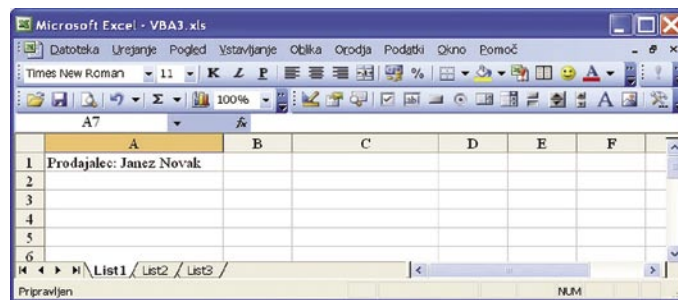 Microsoft Excel - VBA3.xls
Datoteka Urejanje Pogled Vstavljanje Oblika Orodja Podatki Okno Pomoč
Times New Roman 11 K L P %
100%
A7 fx
A B C D E F
1 Prodajalec: Janez Novak
2
3
4
5
6
List1 / List2 / List3 /
Pripravljen NUM